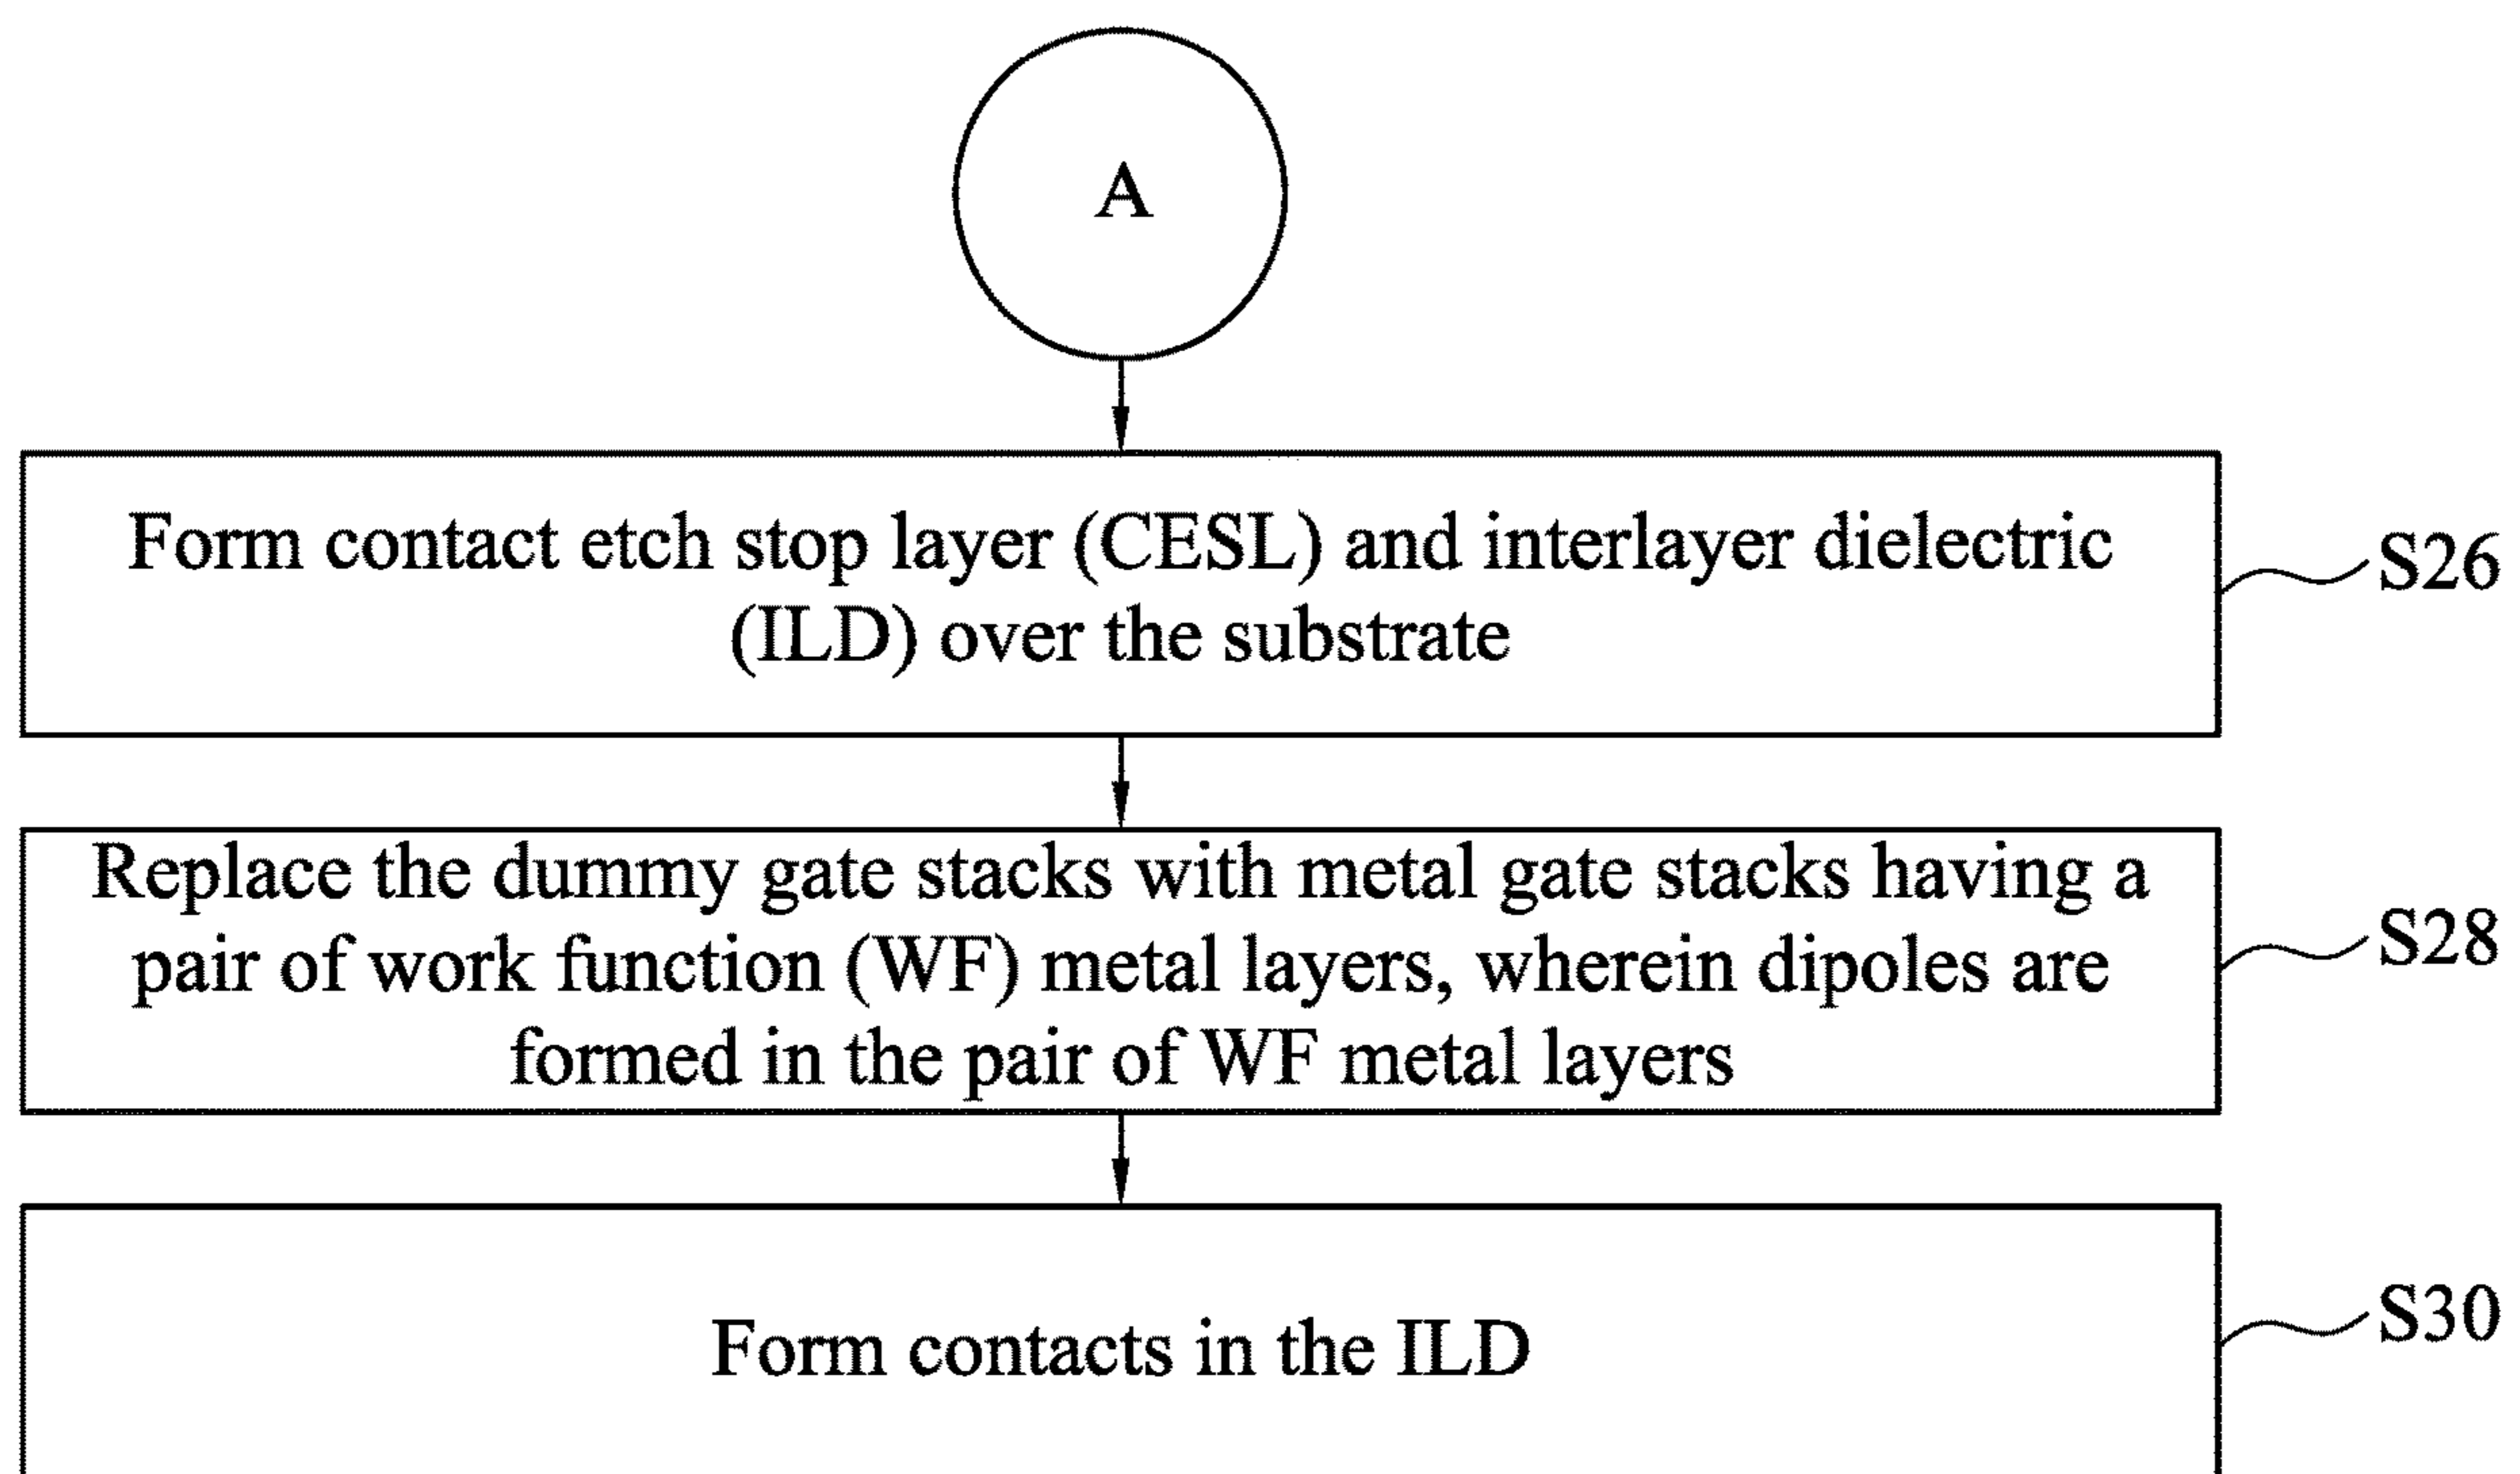 A
Form contact etch stop layer (CESL) and interlayer dielectric
(ILD) over the substrate
S26
Replace the dummy gate stacks with metal gate stacks having a
pair of work function (WF) metal layers, wherein dipoles are
formed in the pair of WF metal layers
S28
Form contacts in the ILD
S30